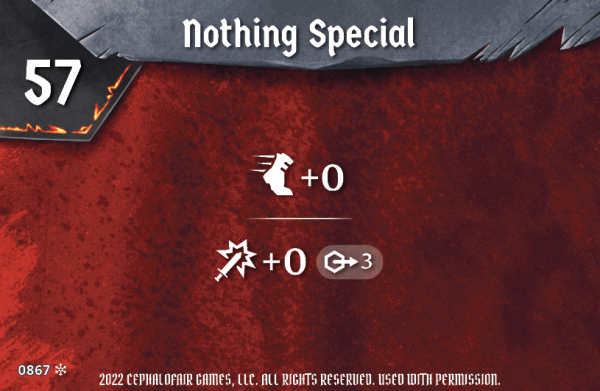 Nothing Special
57
+0
+0 3
0867
2022 CEPHALOFAIR GAMES, LLC. ALL RIGHTS RESERVED. USED WITH PERMISSION.